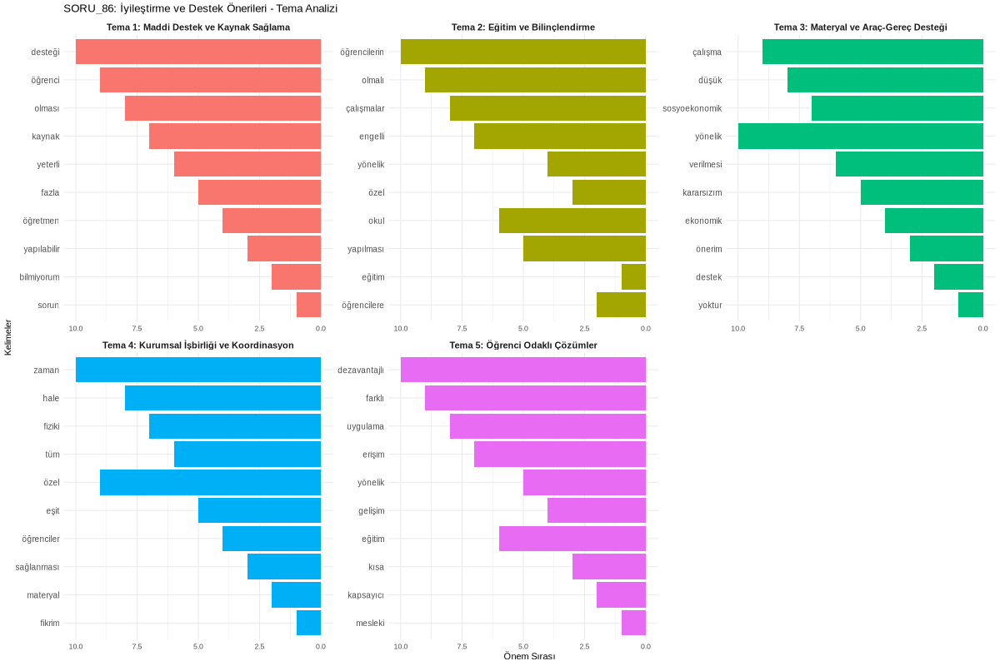 SORU_86: İyileştirme ve Destek Önerileri - Tema Analizi
Tema 1: Maddi Destek ve Kaynak Sağlama
desteği
öğrenci
olması
kaynak
yeterli
fazla
öğretmen
yapılabilir
bilmiyorum
sorun
10.0 7.5 5.0 2.5 0.0
Tema 2: Eğitim ve Bilinçlendirme
öğrencilerin
olmalı
çalışmalar
engelli
yönelik
özel
okul
yapılması
eğitim
öğrencilere
10.0 7.5 5.0 2.5 0.0
Tema 3: Materyal ve Araç-Gereç Desteği
çalışma
düşük
sosyoekonomik
yönelik
verilmesi
kararsızım
ekonomik
önerim
destek
yoktur
10.0 7.5 5.0 2.5 0.0
Kelimeler
Tema 4: Kurumsal İşbirliği ve Koordinasyon
zaman
hale
fiziki
tüm
özel
eşit
öğrenciler
sağlanması
materyal
fikrim
10.0 7.5 5.0 2.5 0.0
Tema 5: Öğrenci Odaklı Çözümler
dezavantajlı
farklı
uygulama
erişim
yönelik
gelişim
eğitim
kısa
kapsayıcı
mesleki
10.0 7.5 5.0 2.5 0.0
Önem Sırası